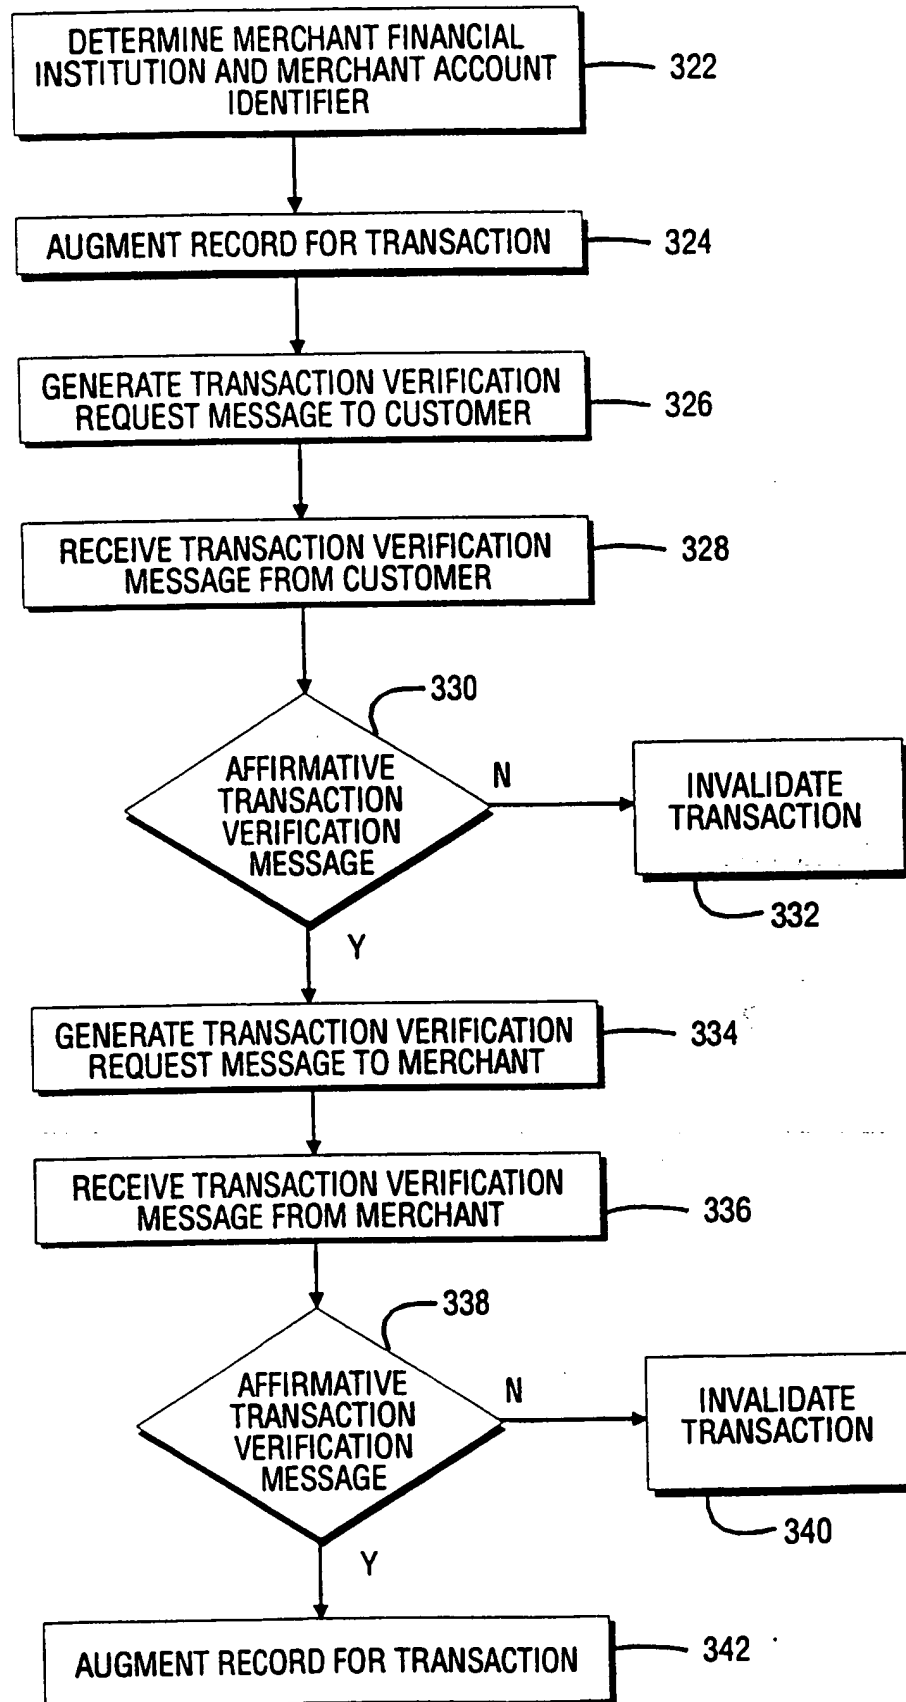 DETERMINE MERCHANT FINANCIAL
INSTITUTION AND MERCHANT ACCOUNT
IDENTIFIER
322
AUGMENT RECORD FOR TRANSACTION
324
GENERATE TRANSACTION VERIFICATION
REQUEST MESSAGE TO CUSTOMER
326
RECEIVE TRANSACTION VERIFICATION
MESSAGE FROM CUSTOMER
328
330
AFFIRMATIVE
TRANSACTION
VERIFICATION
MESSAGE
N
INVALIDATE
TRANSACTION
332
Y
GENERATE TRANSACTION VERIFICATION
REQUEST MESSAGE TO MERCHANT
334
RECEIVE TRANSACTION VERIFICATION
MESSAGE FROM MERCHANT
336
338
AFFIRMATIVE
TRANSACTION
VERIFICATION
MESSAGE
N
INVALIDATE
TRANSACTION
340
Y
AUGMENT RECORD FOR TRANSACTION
342